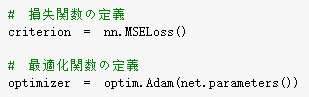 # 損失関数の定義
criterion = nn.MSELoss()
# 最適化関数の定義
optimizer = optim.Adam(net.parameters())